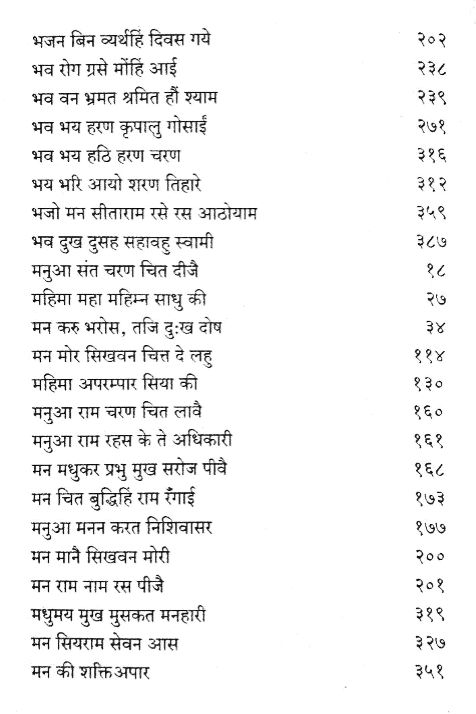 भजन बिन व्यर्थहिं दिवस गये २०२
भव रोग ग्रसे मोंहिं आई २३८
भव वन भ्रमत श्रमित हौं श्याम २३९
भव भय हरण कृपालु गोसाईं २७१
भव भय हठि हरण चरण ३१६
भय भरि आयो शरण तिहारे ३१२
भजो मन सीताराम रसे रस आठोयाम ३५९
भव दुख दुसह सहावहु स्वामी ३८७
मनुआ संत चरण चित दीजै १८
महिमा महा महिम्न साधु की २७
मन करु भरोस, तजि दुःख दोष ३४
मन मोर सिखवन चित्त दे लहु ११४
महिमा अपरम्पार सिया की १३०
मनुआ राम चरण चित लावै १६०
मनुआ राम रहस के ते अधिकारी १६१
मन मधुकर प्रभु मुख सरोज पीवै १६८
मन चित बुद्धिहिं राम रँगाई १७३
मनुआ मनन करत निशिवासर १७७
मन मानै सिखवन मोरी २००
मन राम नाम रस पीजै २०१
मधुमय मुख मुसकत मनहारी ३१९
मन सियराम सेवन आस ३२७
मन की शक्तिअपार ३५१